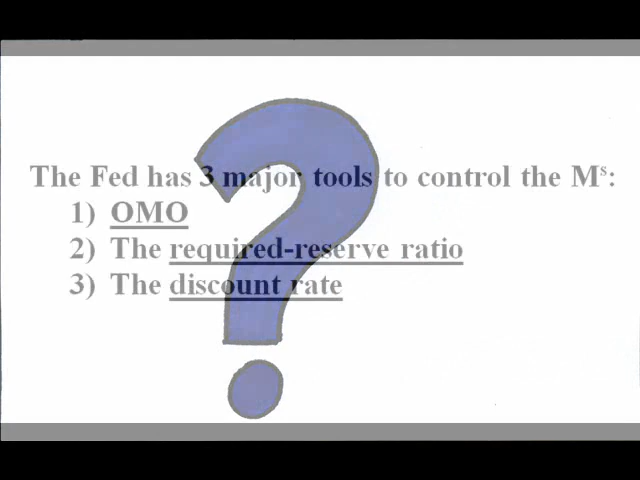 The Fed has 3 major tools to control the Mˢ:
1) OMO
2) The required-reserve ratio
3) The discount rate
?